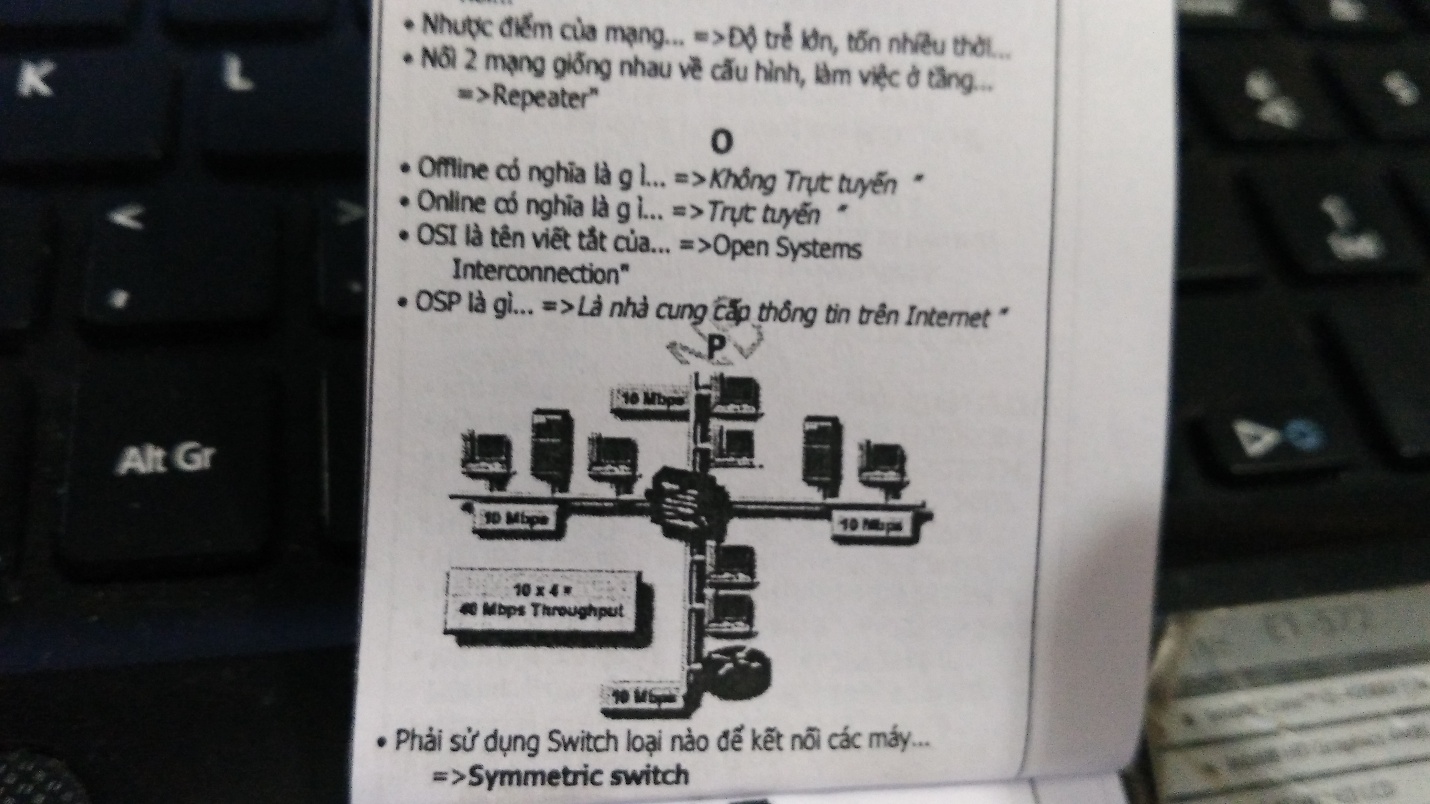 • Nhược điểm của mạng... =>Độ trễ lớn, tốn nhiều thời...
• Nối 2 mạng giống nhau về cấu hình, làm việc ở tầng...
=>Repeater"
O
• Offline có nghĩa là g ì... =>Không Trực tuyến "
• Online có nghĩa là g ì... =>Trực tuyến "
• OSI là tên viết tắt của... =>Open Systems
Interconnection"
• OSP là gì... =>Là nhà cung cấp thông tin trên Internet "
P
10 Mbps
10 Mbps
10 Mbps
10 x 4 =
40 Mbps Throughput
10 Mbps
• Phải sử dụng Switch loại nào để kết nối các máy...
=>Symmetric switch
K
L
<
>
Alt Gr